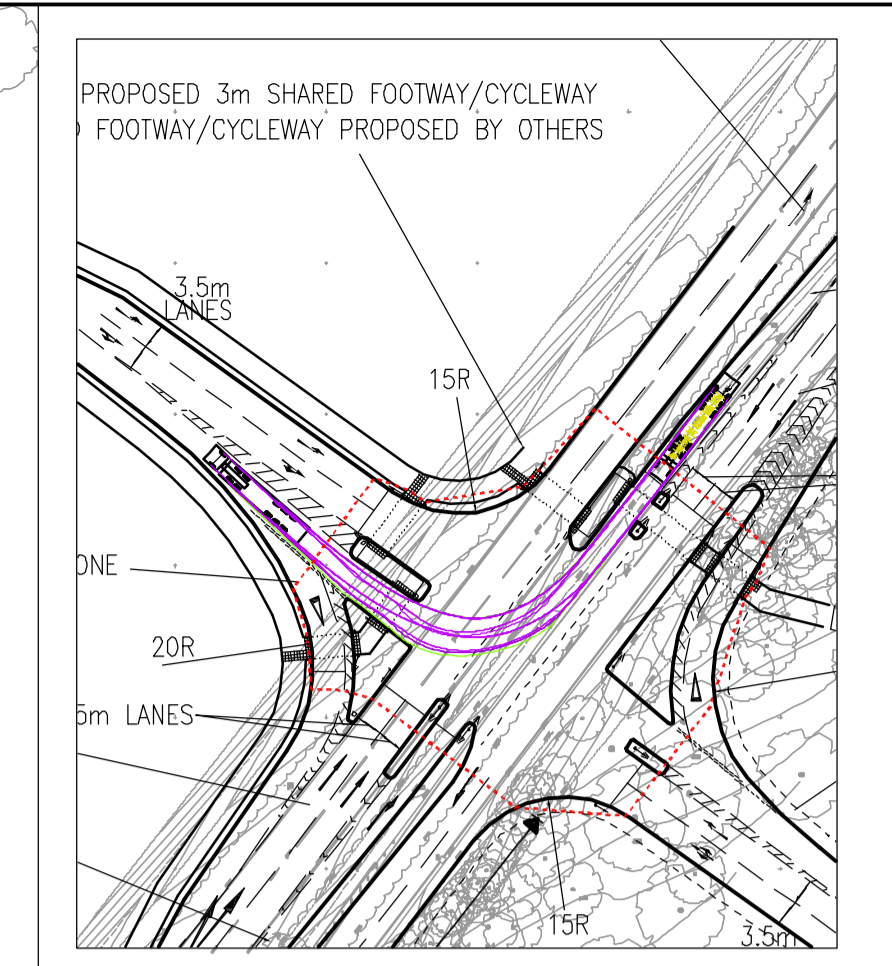 PROPOSED 3m SHARED FOOTWAY/CYCLEWAY
FOOTWAY/CYCLEWAY PROPOSED BY OTHERS
3.5m
LANES
15R
ONE
20R
5m LANES
15R
3.5m